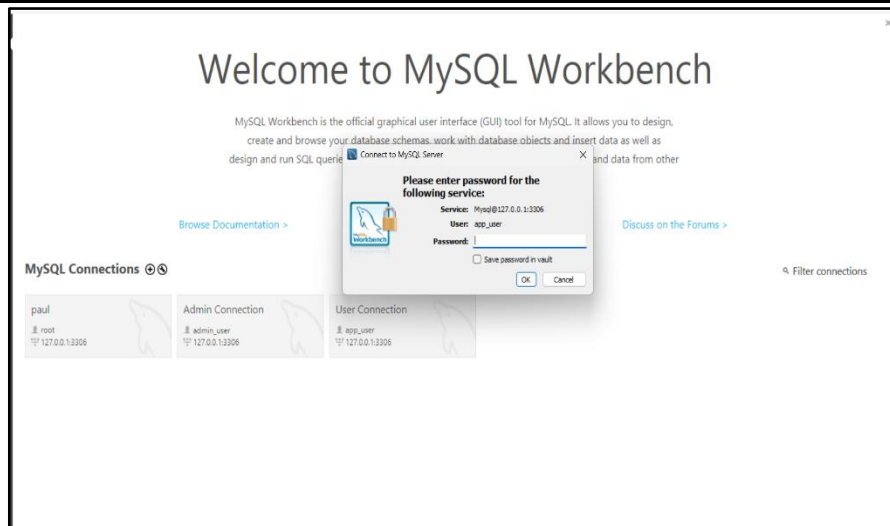 Welcome to MySQL Workbench
MySQL Workbench is the official graphical user interface (GUI) tool for MySQL. It allows you to design,
create and browse your database schemas, work with database objects and insert data as well as
design and run SQL querie
and data from other
Connect to MySQL Server
Please enter password for the
following service:
Service: Mysql@127.0.0.1:3306
User: app_user
Password:
Save password in vault
OK Cancel
Workbench
Browse Documentation >
Discuss on the Forums >
MySQL Connections
Filter connections
paul
root
127.0.0.1:3306
Admin Connection
admin_user
127.0.0.1:3306
User Connection
app_user
127.0.0.1:3306